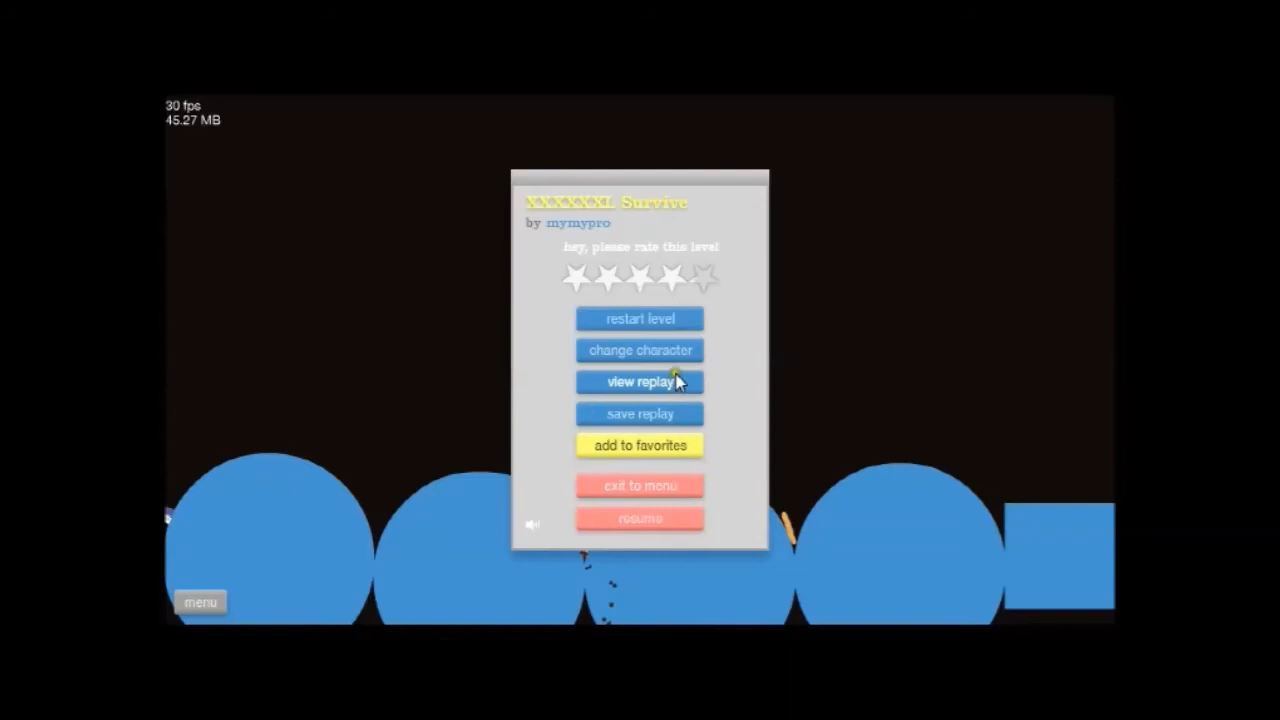 30 fps
45.27 MB
XXXXXXL Survive
by mymypro
hey, please rate this level
restart level
change character
view replay
save replay
add to favorites
exit to menu
resume
menu